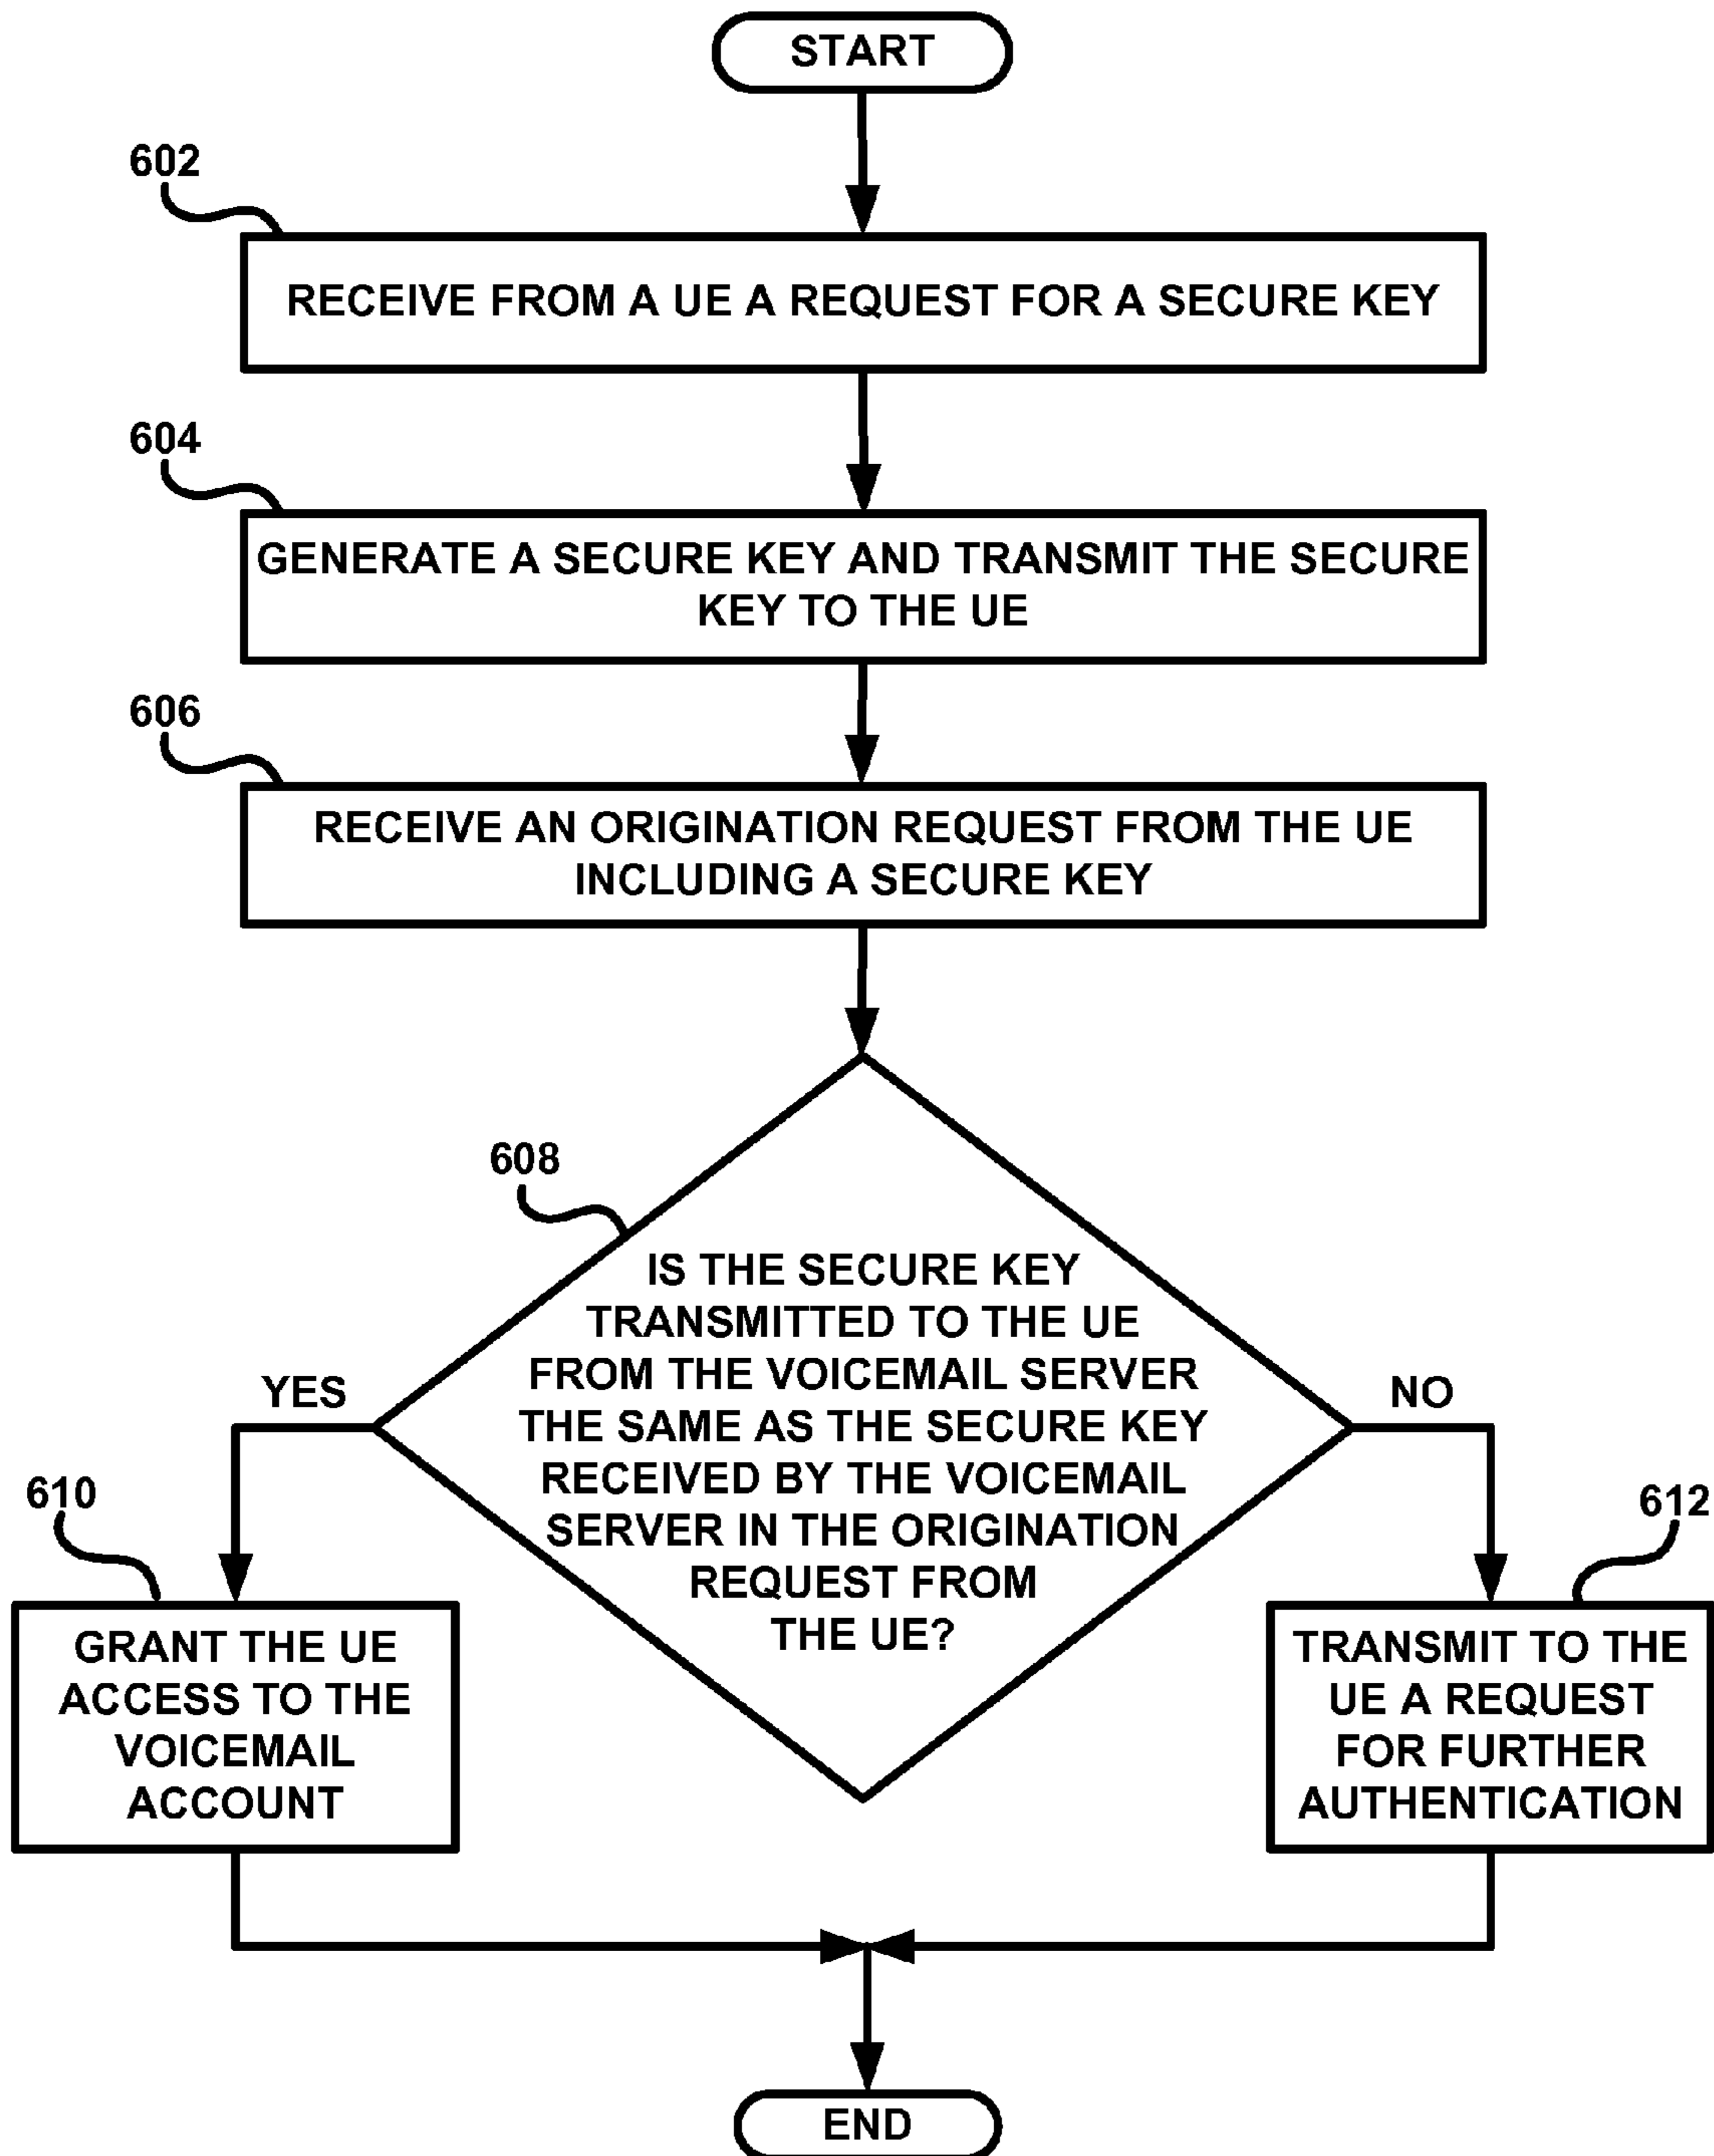 START
602
RECEIVE FROM A UE A REQUEST FOR A SECURE KEY
604
GENERATE A SECURE KEY AND TRANSMIT THE SECURE
KEY TO THE UE
606
RECEIVE AN ORIGINATION REQUEST FROM THE UE
INCLUDING A SECURE KEY
608
IS THE SECURE KEY
TRANSMITTED TO THE UE
FROM THE VOICEMAIL SERVER
THE SAME AS THE SECURE KEY
RECEIVED BY THE VOICEMAIL
SERVER IN THE ORIGINATION
REQUEST FROM
THE UE?
YES
NO
610
GRANT THE UE
ACCESS TO THE
VOICEMAIL
ACCOUNT
612
TRANSMIT TO THE
UE A REQUEST
FOR FURTHER
AUTHENTICATION
END